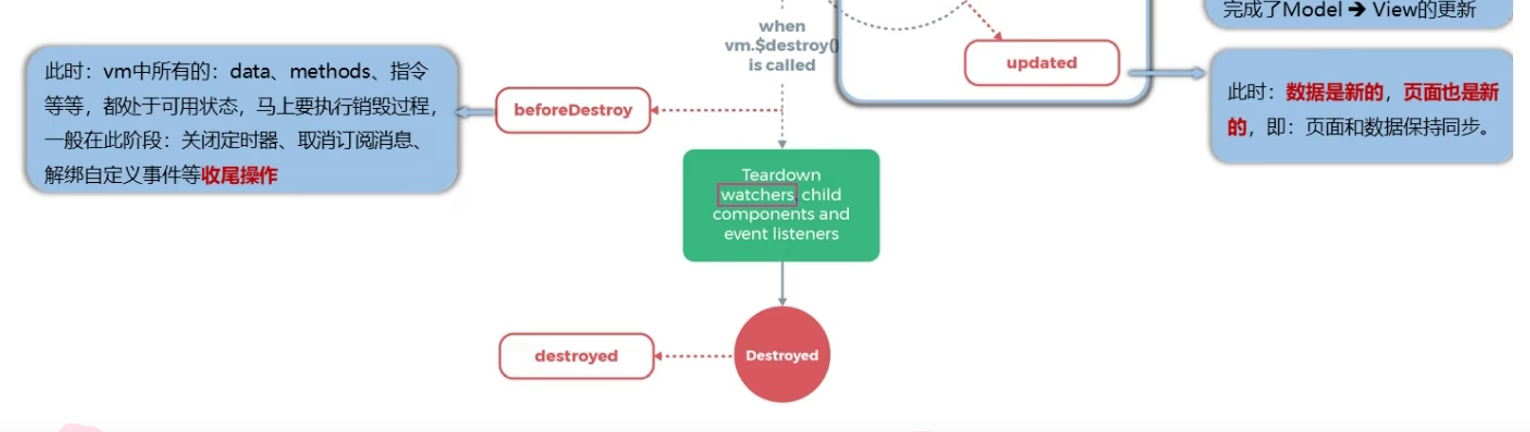 完成了Model ➔ View的更新
when
vm.$destroy()
is called
updated
此时：vm中所有的：data、methods、指令
等等，都处于可用状态，马上要执行销毁过程，
一般在此阶段：关闭定时器、取消订阅消息、
解绑自定义事件等收尾操作
beforeDestroy
此时：数据是新的，页面也是新
的，即：页面和数据保持同步。
Teardown
watchers, child
components and
event listeners
destroyed
Destroyed